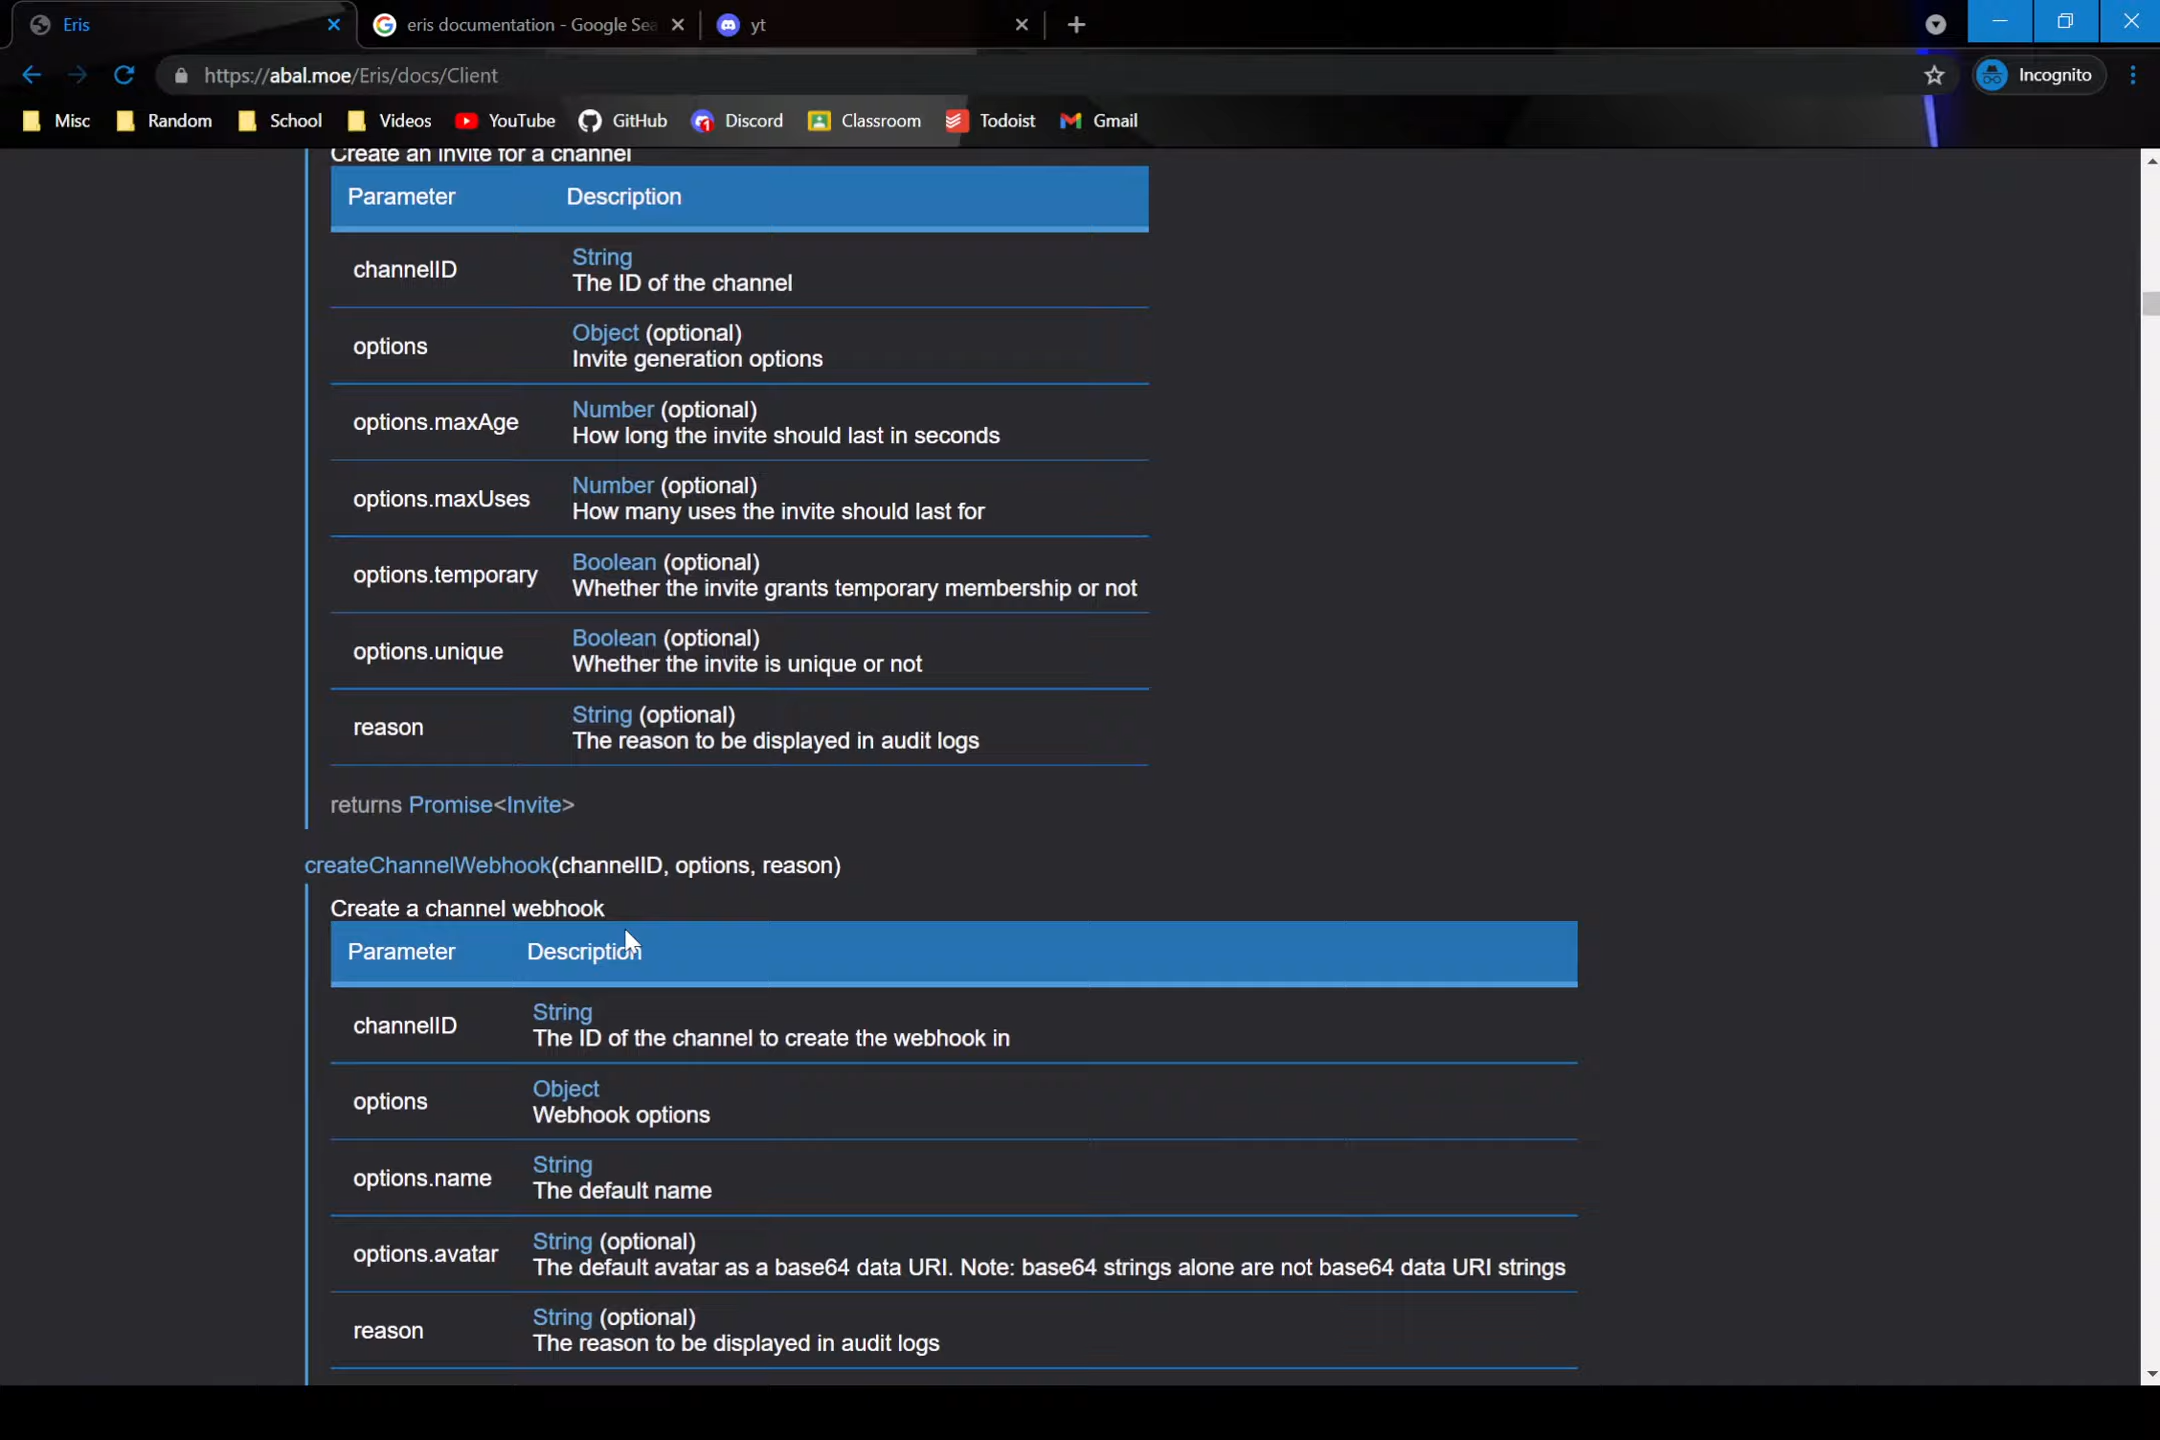 Eris
eris documentation - Google Sea
yt
https://abal.moe/Eris/docs/Client
Incognito
Misc
Random
School
Videos
YouTube
GitHub
Discord
Classroom
Todoist
Gmail
Create an invite for a channel
Parameter Description
channelID
String
The ID of the channel
options
Object (optional)
Invite generation options
options.maxAge
Number (optional)
How long the invite should last in seconds
options.maxUses
Number (optional)
How many uses the invite should last for
options.temporary
Boolean (optional)
Whether the invite grants temporary membership or not
options.unique
Boolean (optional)
Whether the invite is unique or not
reason
String (optional)
The reason to be displayed in audit logs
returns Promise<Invite>
createChannelWebhook(channelID, options, reason)
Create a channel webhook
Parameter Description
channelID
String
The ID of the channel to create the webhook in
options
Object
Webhook options
options.name
String
The default name
options.avatar
String (optional)
The default avatar as a base64 data URI. Note: base64 strings alone are not base64 data URI strings
reason
String (optional)
The reason to be displayed in audit logs